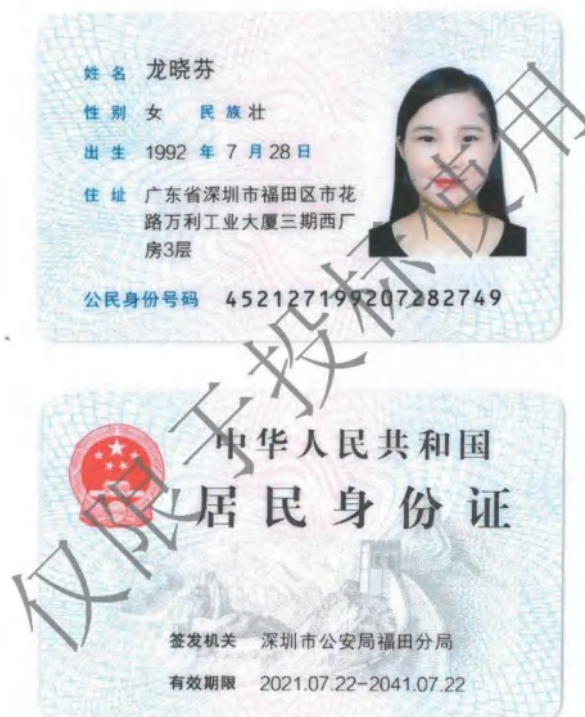 姓名 龙晓芬
性别 女 民族 壮
出生 1992 年 7 月 28 日
住址 广东省深圳市福田区市花
路万利工业大厦三期西厂
房3层
公民身份号码 452127199207282749
中华人民共和国
居民身份证
签发机关 深圳市公安局福田分局
有效期限 2021.07.22-2041.07.22
仅限于投标使用